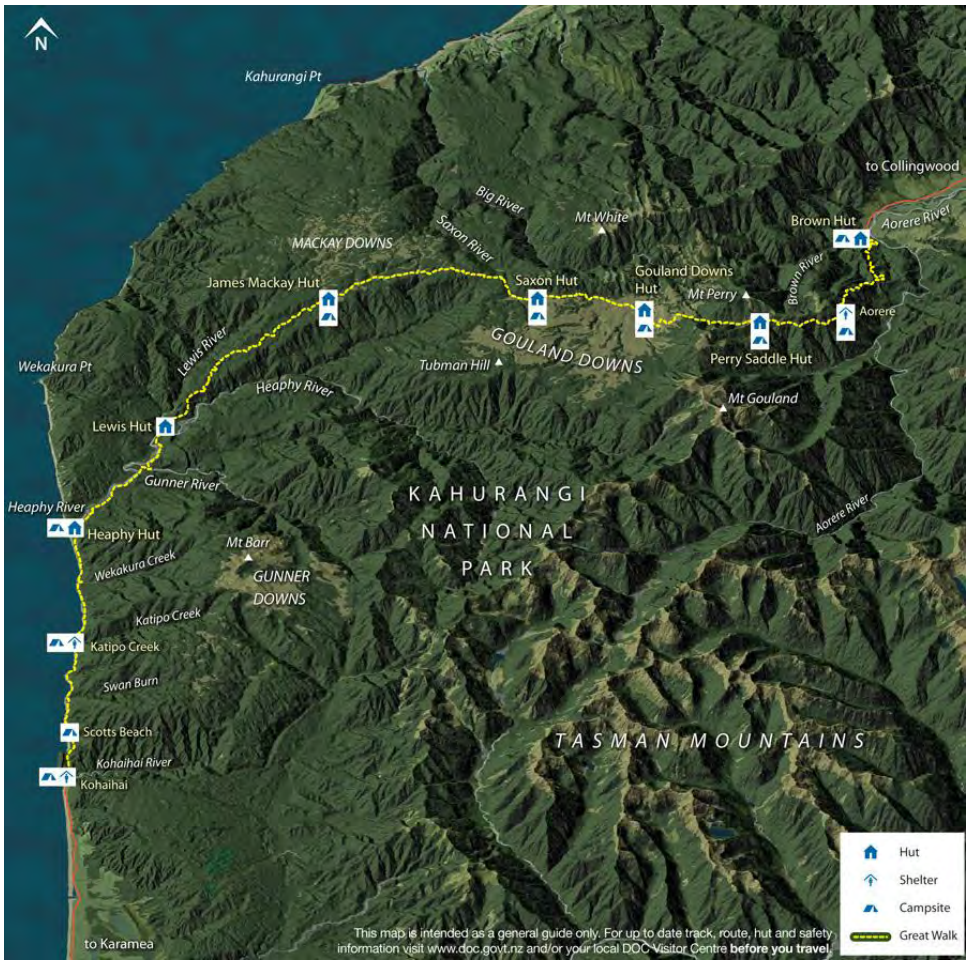 N
Kahurangi Pt
to Collingwood
Big River
Mt White
Brown Hut
Aorere River
MACKAY DOWNS
Saxon River
James Mackay Hut
Saxon Hut
Gouland Downs
Hut
Mt Perry
Brown River
Aorere
Lewis River
GOULAND DOWNS
Perry Saddle Hut
Wekakura Pt
Tubman Hill
Heaphy River
Mt Gouland
Lewis Hut
Gunner River
KAHURANGI
NATIONAL
PARK
Heaphy River
Heaphy Hut
Aorere River
Wekakura Creek
Mt Barr
GUNNER
DOWNS
Katipo Creek
Katipo Creek
Swan Burn
Scotts Beach
TASMAN MOUNTAINS
Kohaihai River
Kohaihai
Hut
Shelter
Campsite
Great Walk
to Karamea
This map is intended as a general guide only. For up to date track, route, hut and safety
information visit www.doc.govt.nz and/or your local DOC Visitor Centre before you travel.